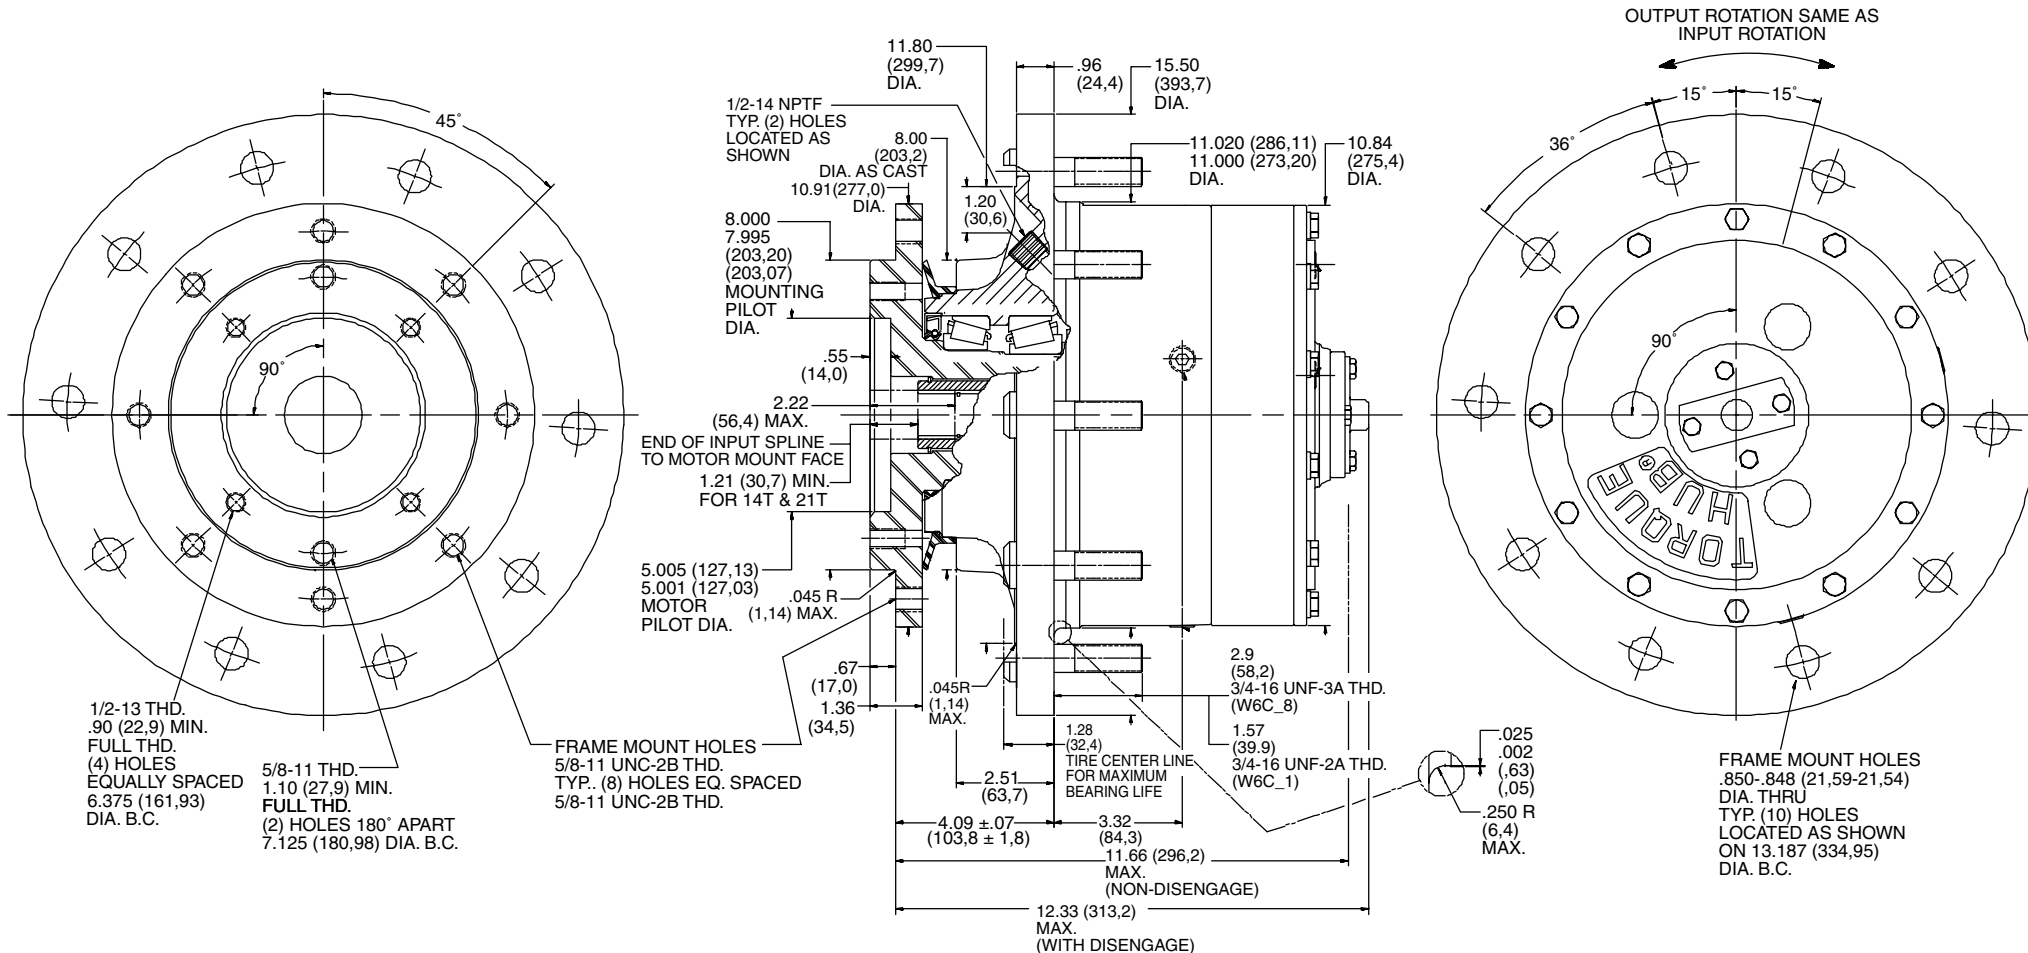 45°
90°
1/2-13 THD.
.90 (22,9) MIN.
FULL THD.
(4) HOLES
EQUALLY SPACED
6.375 (161,93)
DIA. B.C.
5/8-11 THD.
1.10 (27,9) MIN.
FULL THD.
(2) HOLES 180° APART
7.125 (180,98) DIA. B.C.
FRAME MOUNT HOLES
5/8-11 UNC-2B THD.
TYP.. (8) HOLES EQ. SPACED
5/8-11 UNC-2B THD.
11.80
(299,7)
DIA.
.96
(24,4)
15.50
(393,7)
DIA.
1/2-14 NPTF
TYP. (2) HOLES
LOCATED AS
SHOWN
8.00
(203,2)
DIA. AS CAST
10.91(277,0)
DIA.
1.20
(30,6)
11.020 (286,11)
11.000 (273,20)
DIA.
10.84
(275,4)
DIA.
8.000
7.995
(203,20)
(203,07)
MOUNTING
PILOT
DIA.
.55
(14,0)
2.22
(56,4) MAX.
END OF INPUT SPLINE
TO MOTOR MOUNT FACE
1.21 (30,7) MIN.
FOR 14T & 21T
5.005 (127,13)
5.001 (127,03)
MOTOR
PILOT DIA.
.045 R
(1,14) MAX.
.67
(17,0)
1.36
(34,5)
.045R
(1,14)
MAX.
1.28
(32,4)
TIRE CENTER LINE
FOR MAXIMUM
BEARING LIFE
2.9
(58,2)
3/4-16 UNF-3A THD.
(W6C_8)
1.57
(39.9)
3/4-16 UNF-2A THD.
(W6C_1)
2.51
(63,7)
4.09 ±.07
(103,8 ± 1,8)
3.32
(84,3)
11.66 (296,2)
MAX.
(NON-DISENGAGE)
12.33 (313,2)
MAX.
(WITH DISENGAGE)
.025
.002
(,63)
(,05)
.250 R
(6,4)
MAX.
OUTPUT ROTATION SAME AS
INPUT ROTATION
15°
15°
36°
90°
TORQUE
HUB®
FRAME MOUNT HOLES
.850-.848 (21,59-21,54)
DIA. THRU
TYP. (10) HOLES
LOCATED AS SHOWN
ON 13.187 (334,95)
DIA. B.C.